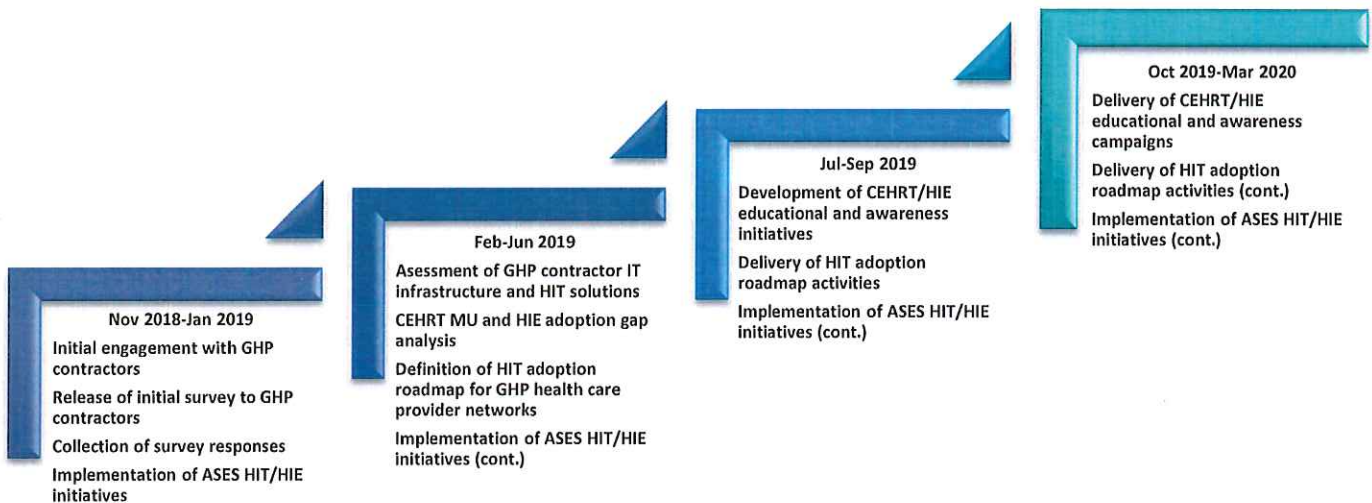 Nov 2018-Jan 2019
Initial engagement with GHP
contractors
Release of initial survey to GHP
contractors
Collection of survey responses
Implementation of ASES HIT/HIE
initiatives
Feb-Jun 2019
Asessment of GHP contractor IT
infrastructure and HIT solutions
CEHRT MU and HIE adoption gap
analysis
Definition of HIT adoption
roadmap for GHP health care
provider networks
Implementation of ASES HIT/HIE
initiatives (cont.)
Jul-Sep 2019
Development of CEHRT/HIE
educational and awareness
initiatives
Delivery of HIT adoption
roadmap activities
Implementation of ASES HIT/HIE
initiatives (cont.)
Oct 2019-Mar 2020
Delivery of CEHRT/HIE
educational and awareness
campaigns
Delivery of HIT adoption
roadmap activities (cont.)
Implementation of ASES HIT/HIE
initiatives (cont.)